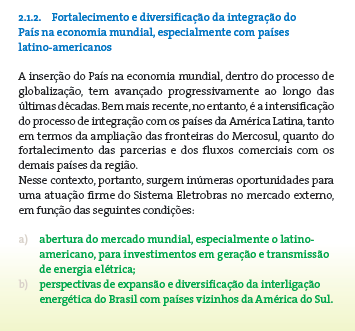 2.1.2. Fortalecimento e diversificação da integração do
País na economia mundial, especialmente com países
latino-americanos
A inserção do País na economia mundial, dentro do processo de
globalização, tem avançado progressivamente ao longo das
últimas décadas. Bem mais recente, no entanto, é a intensificação
do processo de integração com os países da América Latina, tanto
em termos da ampliação das fronteiras do Mercosul, quanto do
fortalecimento das parcerias e dos fluxos comerciais com os
demais países da região.
Nesse contexto, portanto, surgem inúmeras oportunidades para
uma atuação firme do Sistema Eletrobras no mercado externo,
em função das seguintes condições:
a) abertura do mercado mundial, especialmente o latino-
americano, para investimentos em geração e transmissão
de energia elétrica;
b) perspectivas de expansão e diversificação da interligação
energética do Brasil com países vizinhos da América do Sul.